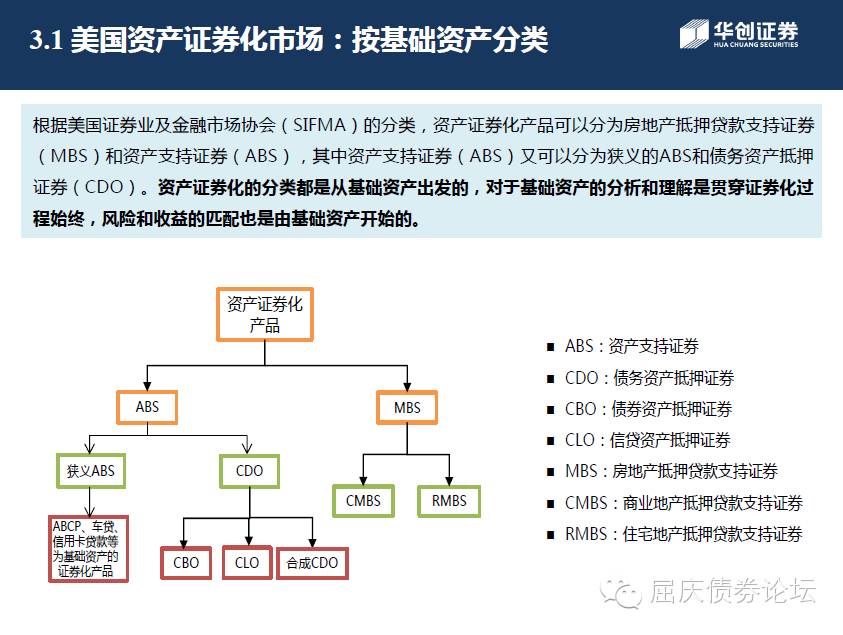 3.1 美国资产证券化市场：按基础资产分类
华创证券
HUA CHUANG SECURITIES
根据美国证券业及金融市场协会（SIFMA）的分类，资产证券化产品可以分为房地产抵押贷款支持证券
（MBS）和资产支持证券（ABS），其中资产支持证券（ABS）又可以分为狭义的ABS和债务资产抵押
证券（CDO）。资产证券化的分类都是从基础资产出发的，对于基础资产的分析和理解是贯穿证券化过
程始终，风险和收益的匹配也是由基础资产开始的。
资产证券化
产品
ABS
MBS
狭义ABS
CDO
CMBS
RMBS
ABCP、车贷、
信用卡贷款等
为基础资产的
证券化产品
CBO
CLO
合成CDO
■ ABS：资产支持证券
■ CDO：债务资产抵押证券
■ CBO：债券资产抵押证券
■ CLO：信贷资产抵押证券
■ MBS：房地产抵押贷款支持证券
■ CMBS：商业地产抵押贷款支持证券
■ RMBS：住宅地产抵押贷款支持证券
屈庆债券论坛